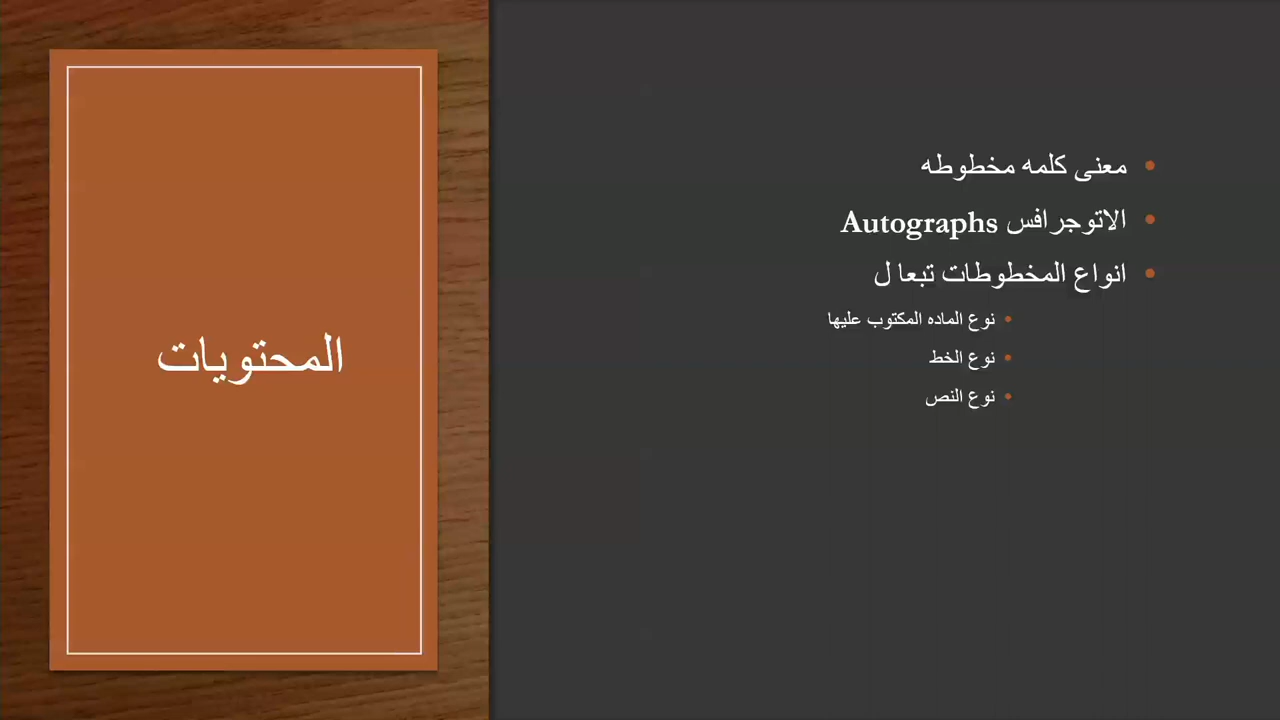 المحتويات
معنى كلمه مخطوطه
الاتوجرافس Autographs
انواع المخطوطات تبعا ل
نوع الماده المكتوب عليها
نوع الخط
نوع النص